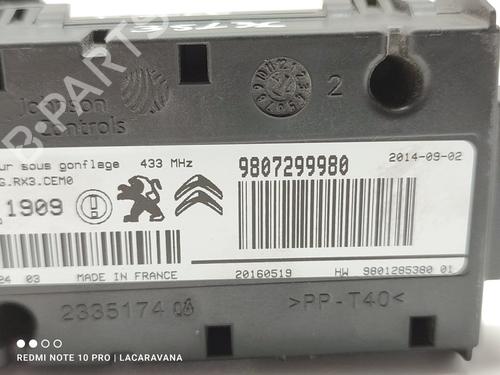 Johnson
Controls
2
ur sous gonflage 433 MHz
G.RX3.CEM0
1909
9807299980
2014-09-02
24 03
MADE IN FRANCE
20160519
HW 9801285380 01
2335174
>PP-T40<
B-PARTS
REDMI NOTE 10 PRO | LACARAVANA